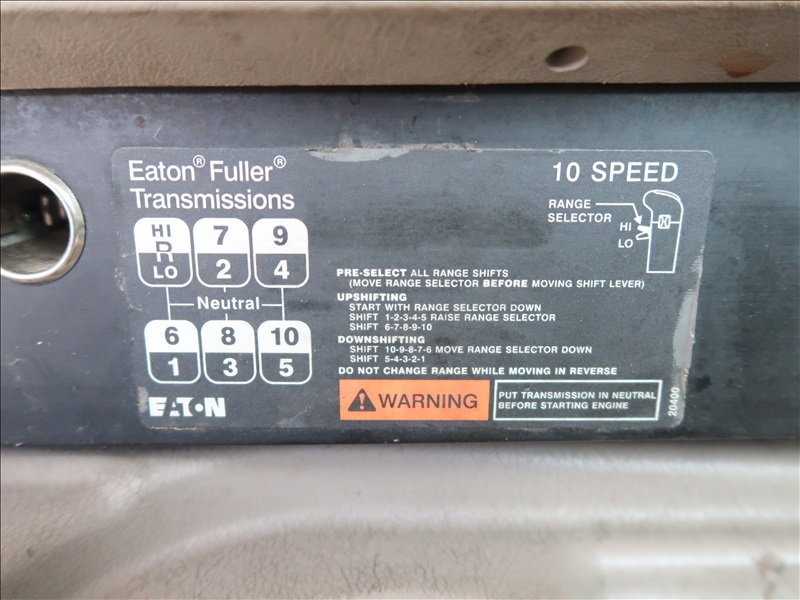 Eaton® Fuller®
Transmissions
10 SPEED
RANGE
SELECTOR
HI
LO
HI
R
LO
7
2
9
4
Neutral
6
1
8
3
10
5
PRE-SELECT ALL RANGE SHIFTS
(MOVE RANGE SELECTOR BEFORE MOVING SHIFT LEVER)
UPSHIFTING
START WITH RANGE SELECTOR DOWN
SHIFT 1-2-3-4-5 RAISE RANGE SELECTOR
SHIFT 6-7-8-9-10
DOWNSHIFTING
SHIFT 10-9-8-7-6 MOVE RANGE SELECTOR DOWN
SHIFT 5-4-3-2-1
DO NOT CHANGE RANGE WHILE MOVING IN REVERSE
EATON
WARNING
PUT TRANSMISSION IN NEUTRAL
BEFORE STARTING ENGINE
20400